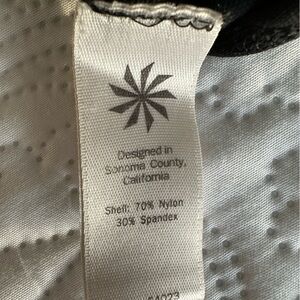 Designed in
Sonoma County,
California
Shell: 70% Nylon
30% Spandex